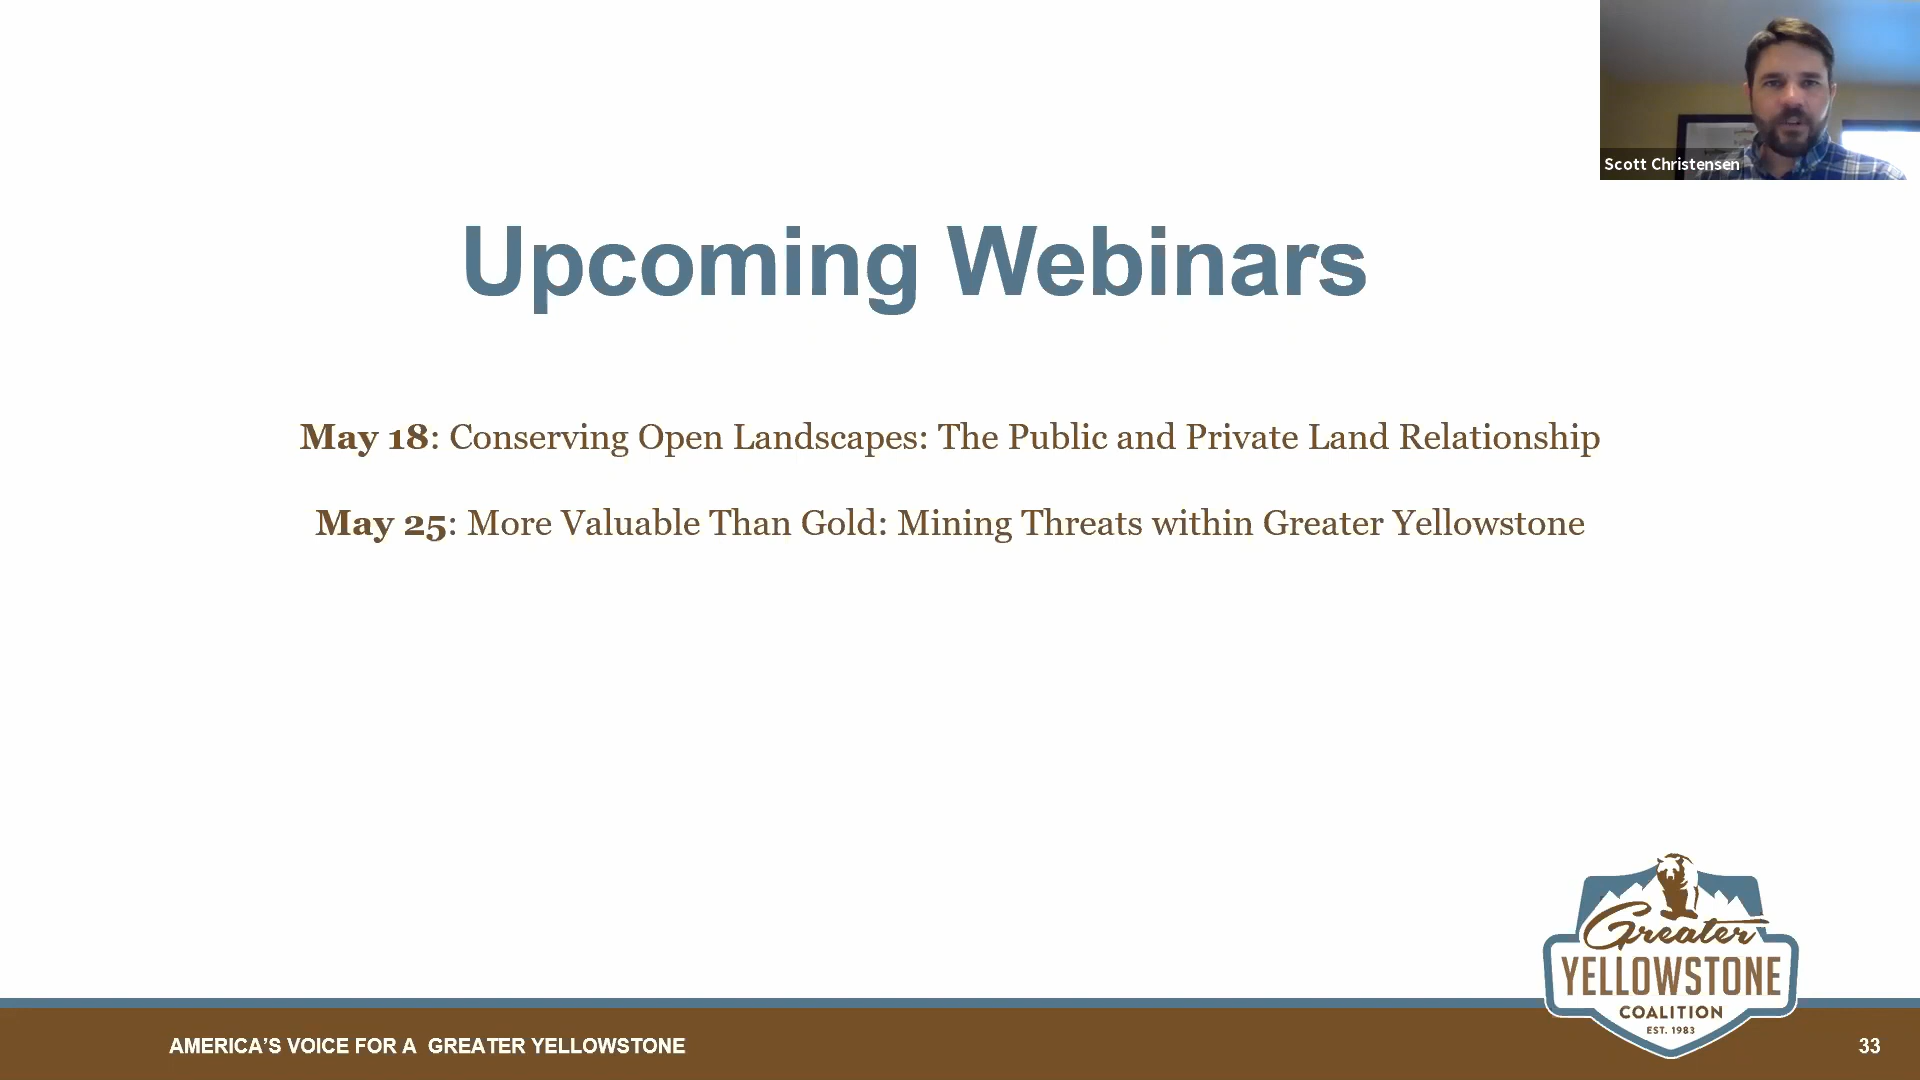 Scott Christensen
Upcoming Webinars
May 18: Conserving Open Landscapes: The Public and Private Land Relationship
May 25: More Valuable Than Gold: Mining Threats within Greater Yellowstone
Greater
YELLOWSTONE
COALITION
EST. 1983
AMERICA'S VOICE FOR A  GREATER YELLOWSTONE
33